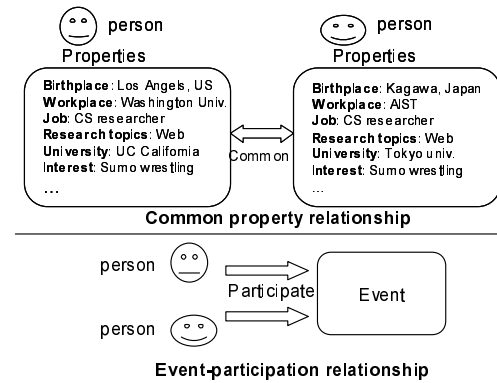 person
Properties
Birthplace: Los Angels, US
Workplace: Washington Univ.
Job: CS researcher
Research topics: Web
University: UC California
Interest: Sumo wrestling
...
Common
person
Properties
Birthplace: Kagawa, Japan
Workplace: AIST
Job: CS researcher
Research topics: Web
University: Tokyo univ.
Interest: Sumo wrestling
...
Common property relationship
person
Participate
Event
person
Event-participation relationship